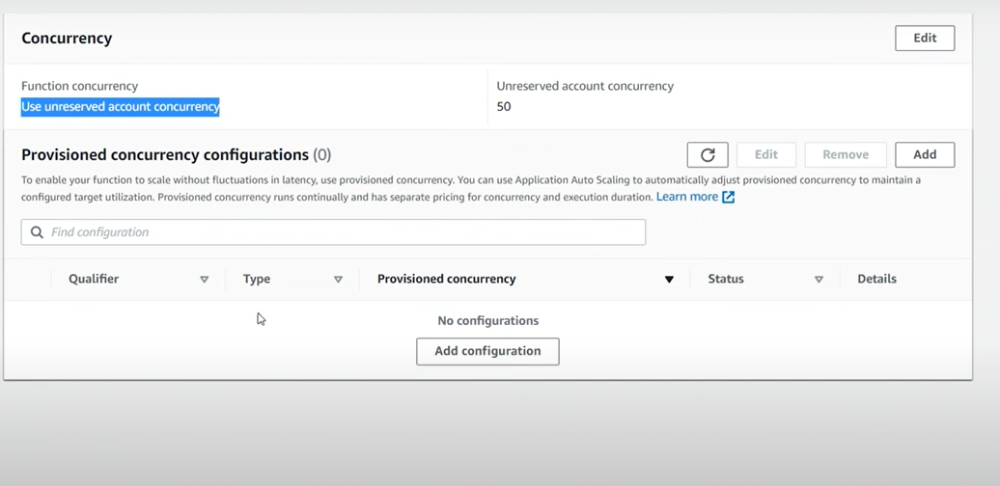 Concurrency
Edit
Function concurrency
Unreserved account concurrency
Use unreserved account concurrency
50
Provisioned concurrency configurations (0)
Edit
Remove
Add
To enable your function to scale without fluctuations in latency, use provisioned concurrency. You can use Application Auto Scaling to automatically adjust provisioned concurrency to maintain a
configured target utilization. Provisioned concurrency runs continually and has separate pricing for concurrency and execution duration. Learn more
Find configuration
Qualifier
Type
Provisioned concurrency
Status
Details
No configurations
Add configuration